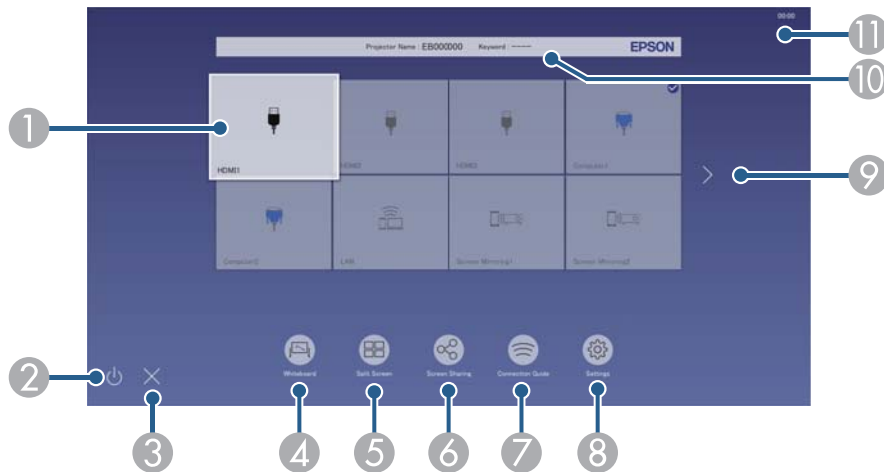 00:00
11
Projector Name : EB000000 Keyword : ---- EPSON
10
1
HDMI1 HDMI2 HDMI3 Computer1
9
Computer2 LAN Screen Mirroring1 Screen Mirroring2
Whiteboard Split Screen Screen Sharing Connection Guide Settings
2
3 4 5 6 7 8